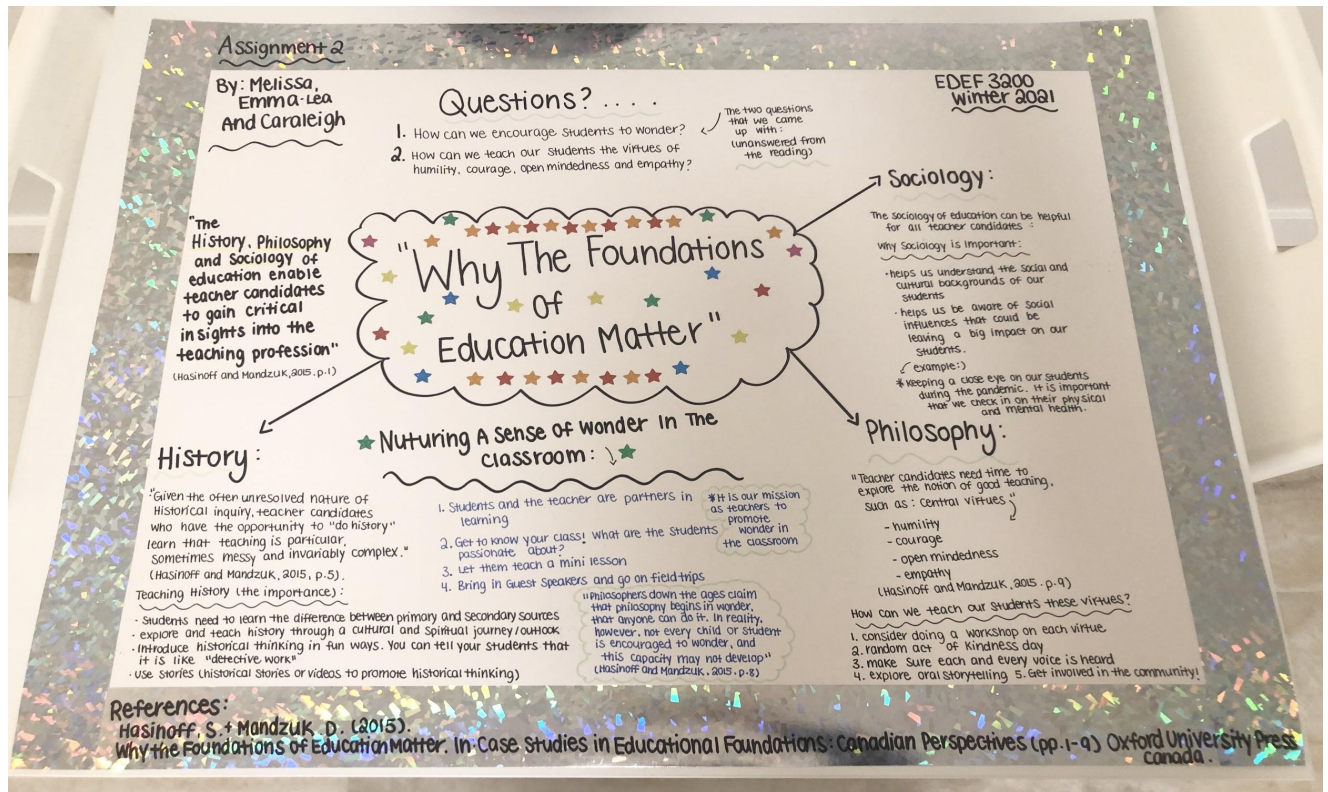 Assignment 2
By: Melissa,
Emma-Lea
And Caraleigh
EDEF 3200
Winter 2021
Questions? . . . .
1. How can we encourage students to wonder?
2. How can we teach our students the virtues of
humility, courage, open mindedness and empathy?
The two questions
that we came
up with:
(unanswered from
the reading)
"The
History, Philosophy
and Sociology of
education enable
teacher candidates
to gain critical
insights into the
teaching profession"
(Hasinoff and Mandzuk, 2015. p.1)
"Why The Foundations
of
Education Matter"
Sociology:
The sociology of education can be helpful
for all teacher candidates :
Why Sociology is Important:
· helps us understand the social and
cultural backgrounds of our
students
· helps us be aware of social
influences that could be
leaving a big impact on our
students.
(example:)
* Keeping a close eye on our students
during the pandemic. It is important
that we check in on their physical
and mental health.
History:
"Given the often unresolved nature of
Historical inquiry, teacher candidates
who have the opportunity to "do history"
learn that teaching is particular,
sometimes messy and invariably complex."
(Hasinoff and Mandzuk, 2015, p.5).
Teaching History (the importance):
· Students need to learn the difference between primary and secondary sources
· explore and teach history through a cultural and spiritual journey/outlook
· Introduce historical thinking in fun ways. You can tell your students that
it is like "detective work"
· use stories (historical stories or videos to promote historical thinking)
Nuturing A Sense of Wonder In The
Classroom:
1. Students and the teacher are partners in
learning
2. Get to know your class! What are the students
passionate about?
3. Let them teach a mini lesson
4. Bring in Guest Speakers and go on fieldtrips
*It is our mission
as teachers to
promote
wonder in
the classroom
"Philosophers down the ages claim
that philosophy begins in wonder,
that anyone can do it. In reality,
however, not every child or student
is encouraged to wonder, and
this capacity may not develop"
(Hasinoff and Mandzuk, 2015. p.8)
Philosophy:
"Teacher candidates need time to
explore the notion of good teaching,
such as: Central Virtues"
- humility
- courage
- open mindedness
- empathy
(Hasinoff and Mandzuk, 2015. p.9)
How can we teach our students these virtues?
1. consider doing a workshop on each virtue
2. random act of kindness day
3. make sure each and every voice is heard
4. explore oral storytelling 5. Get involved in the community!
References:
Hasinoff, S. + Mandzuk, D. (2015).
Why the Foundations of Education Matter. In Case Studies in Educational Foundations: Canadian Perspectives (pp.1-9) Oxford University Press
Canada.